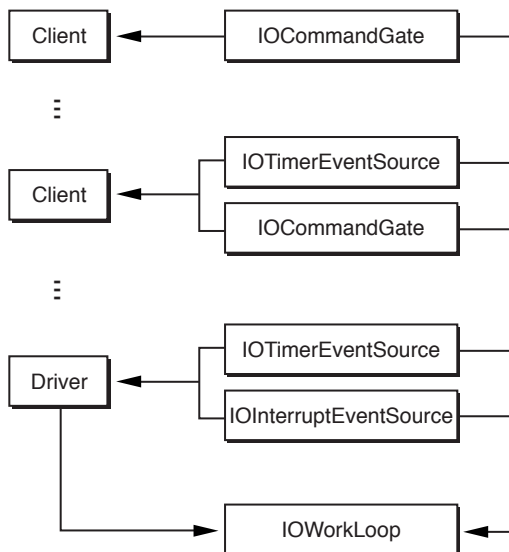 Client
IOCommandGate
IOTimerEventSource
Client
IOCommandGate
IOTimerEventSource
Driver
IOInterruptEventSource
IOWorkLoop